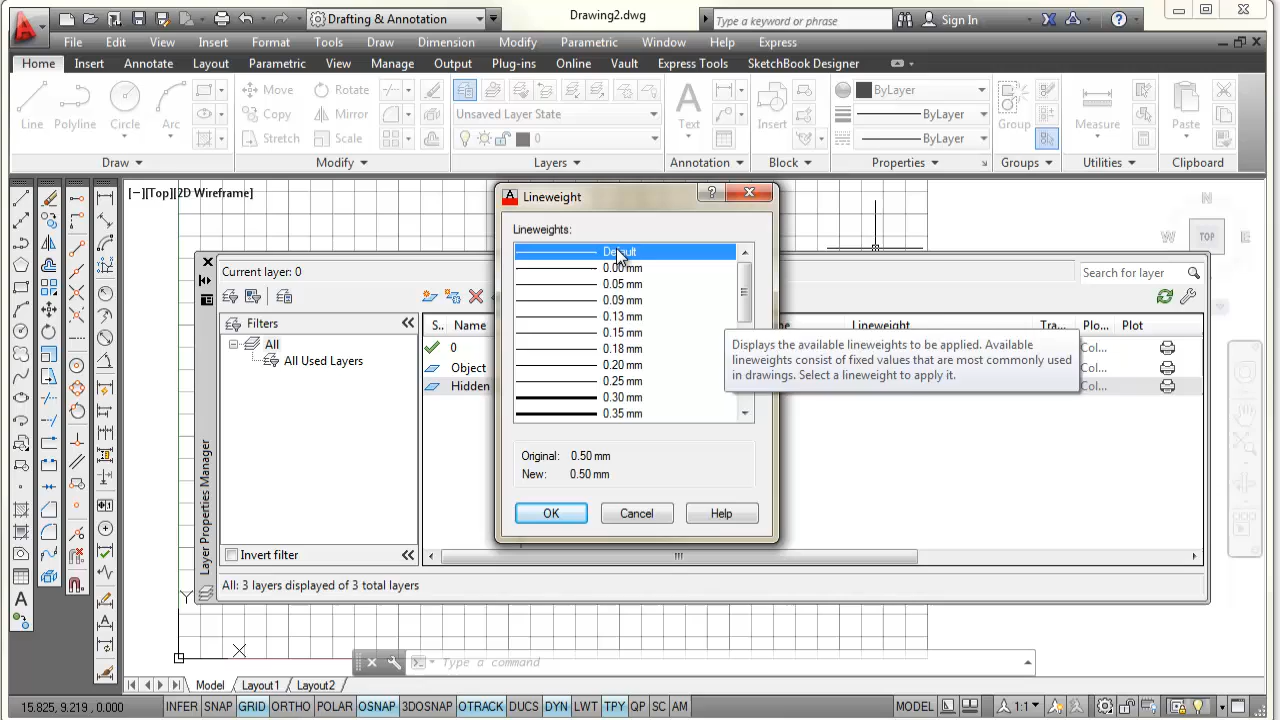 Drafting & Annotation
Drawing2.dwg
Type a keyword or phrase
Sign In
File Edit View Insert Format Tools Draw Dimension Modify Parametric Window Help Express
Home Insert Annotate Layout Parametric View Manage Output Plug-ins Online Vault Express Tools SketchBook Designer
Line Polyline Circle Arc
Move Rotate
Copy Mirror
Stretch Scale
Unsaved Layer State
0
Text
Insert
ByLayer
ByLayer
ByLayer
Group
Measure
Paste
Draw Modify Layers Annotation Block Properties Groups Utilities Clipboard
[−][Top][2D Wireframe]
N
W TOP E
Lineweight
Lineweights:
Default
0.00 mm
0.05 mm
0.09 mm
0.13 mm
0.15 mm
0.18 mm
0.20 mm
0.25 mm
0.30 mm
0.35 mm
Original: 0.50 mm
New: 0.50 mm
OK Cancel Help
Displays the available lineweights to be applied. Available
lineweights consist of fixed values that are most commonly used
in drawings. Select a lineweight to apply it.
Layer Properties Manager
Current layer: 0
Search for layer
Filters
All
All Used Layers
Invert filter
S.. Name Lineweight Tra... Plo... Plot
0 Col...
Object Col...
Hidden Col...
All: 3 layers displayed of 3 total layers
Y
X
Type a command
Model Layout1 Layout2
15.825, 9.219, 0.000 INFER SNAP GRID ORTHO POLAR OSNAP 3DOSNAP OTRACK DUCS DYN LWT TPY QP SC AM MODEL 1:1